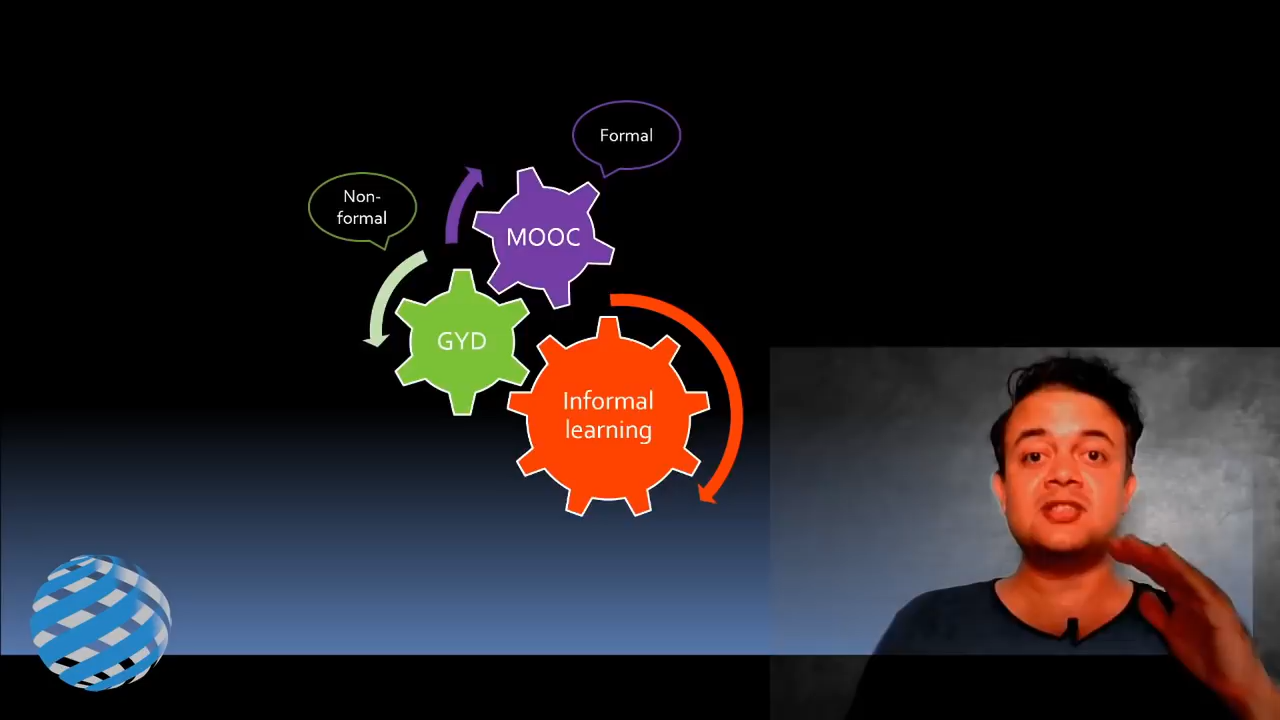 Formal
Non-
formal
MOOC
GYD
Informal
learning